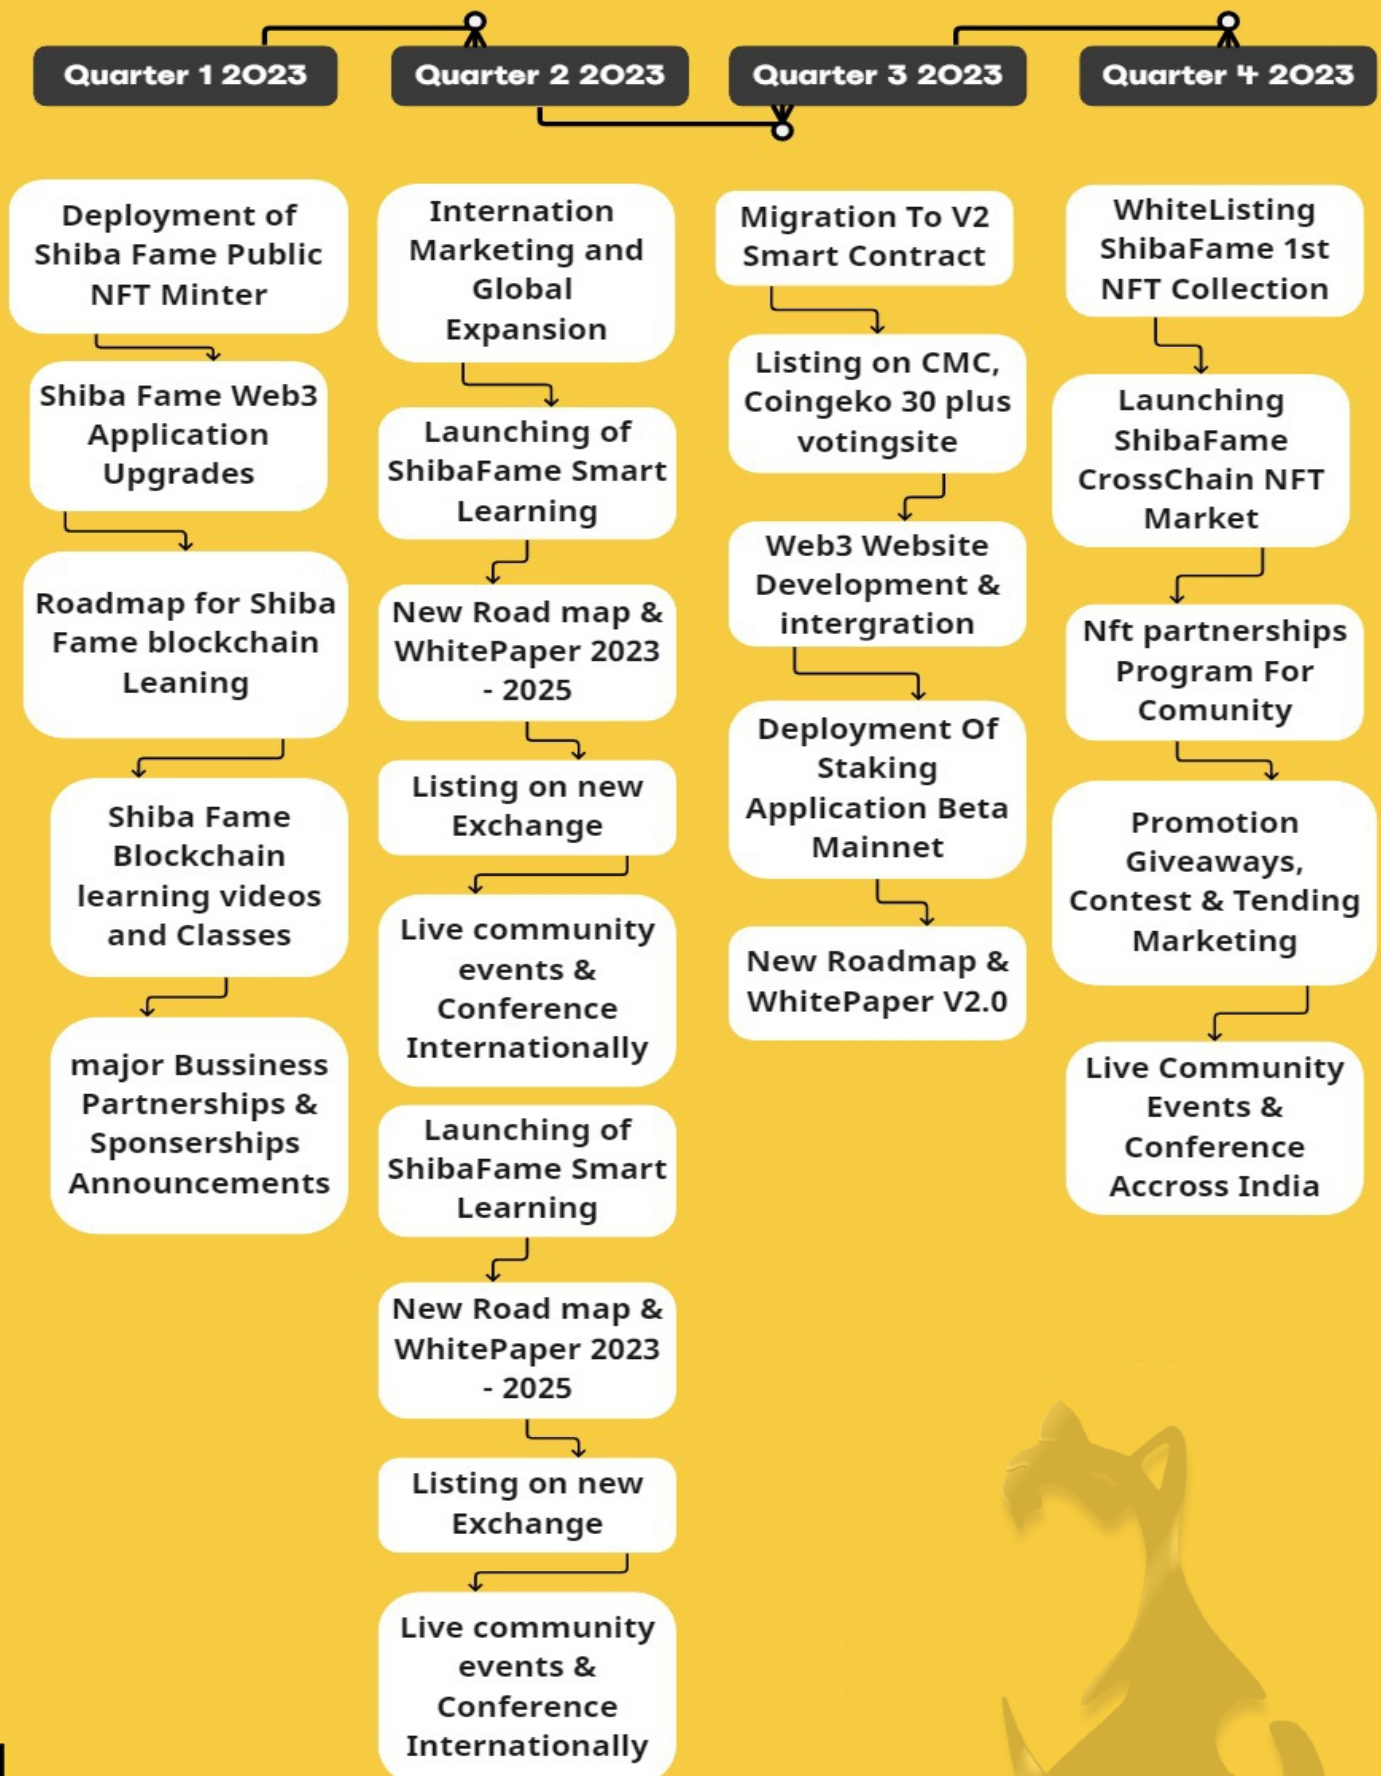 Quarter 1 2023
Quarter 2 2023
Quarter 3 2023
Quarter 4 2023
Deployment of
Shiba Fame Public
NFT Minter
Shiba Fame Web3
Application
Upgrades
Roadmap for Shiba
Fame blockchain
Leaning
Shiba Fame
Blockchain
learning videos
and Classes
major Bussiness
Partnerships &
Sponserships
Announcements
Internation
Marketing and
Global
Expansion
Launching of
ShibaFame Smart
Learning
New Road map &
WhitePaper 2023
- 2025
Listing on new
Exchange
Live community
events &
Conference
Internationally
Launching of
ShibaFame Smart
Learning
New Road map &
WhitePaper 2023
- 2025
Listing on new
Exchange
Live community
events &
Conference
Internationally
Migration To V2
Smart Contract
Listing on CMC,
Coingeko 30 plus
votingsite
Web3 Website
Development &
intergration
Deployment Of
Staking
Application Beta
Mainnet
New Roadmap &
WhitePaper V2.0
WhiteListing
ShibaFame 1st
NFT Collection
Launching
ShibaFame
CrossChain NFT
Market
Nft partnerships
Program For
Comunity
Promotion
Giveaways,
Contest & Tending
Marketing
Live Community
Events &
Conference
Accross India